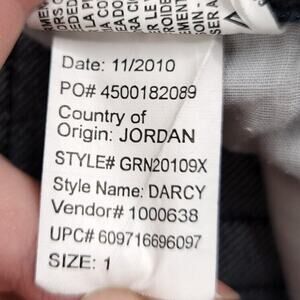 Date: 11/2010
PO# 4500182089
Country of
Origin: JORDAN
STYLE# GRN20109X
Style Name: DARCY
Vendor# 1000638
UPC# 609716696097
SIZE: 1